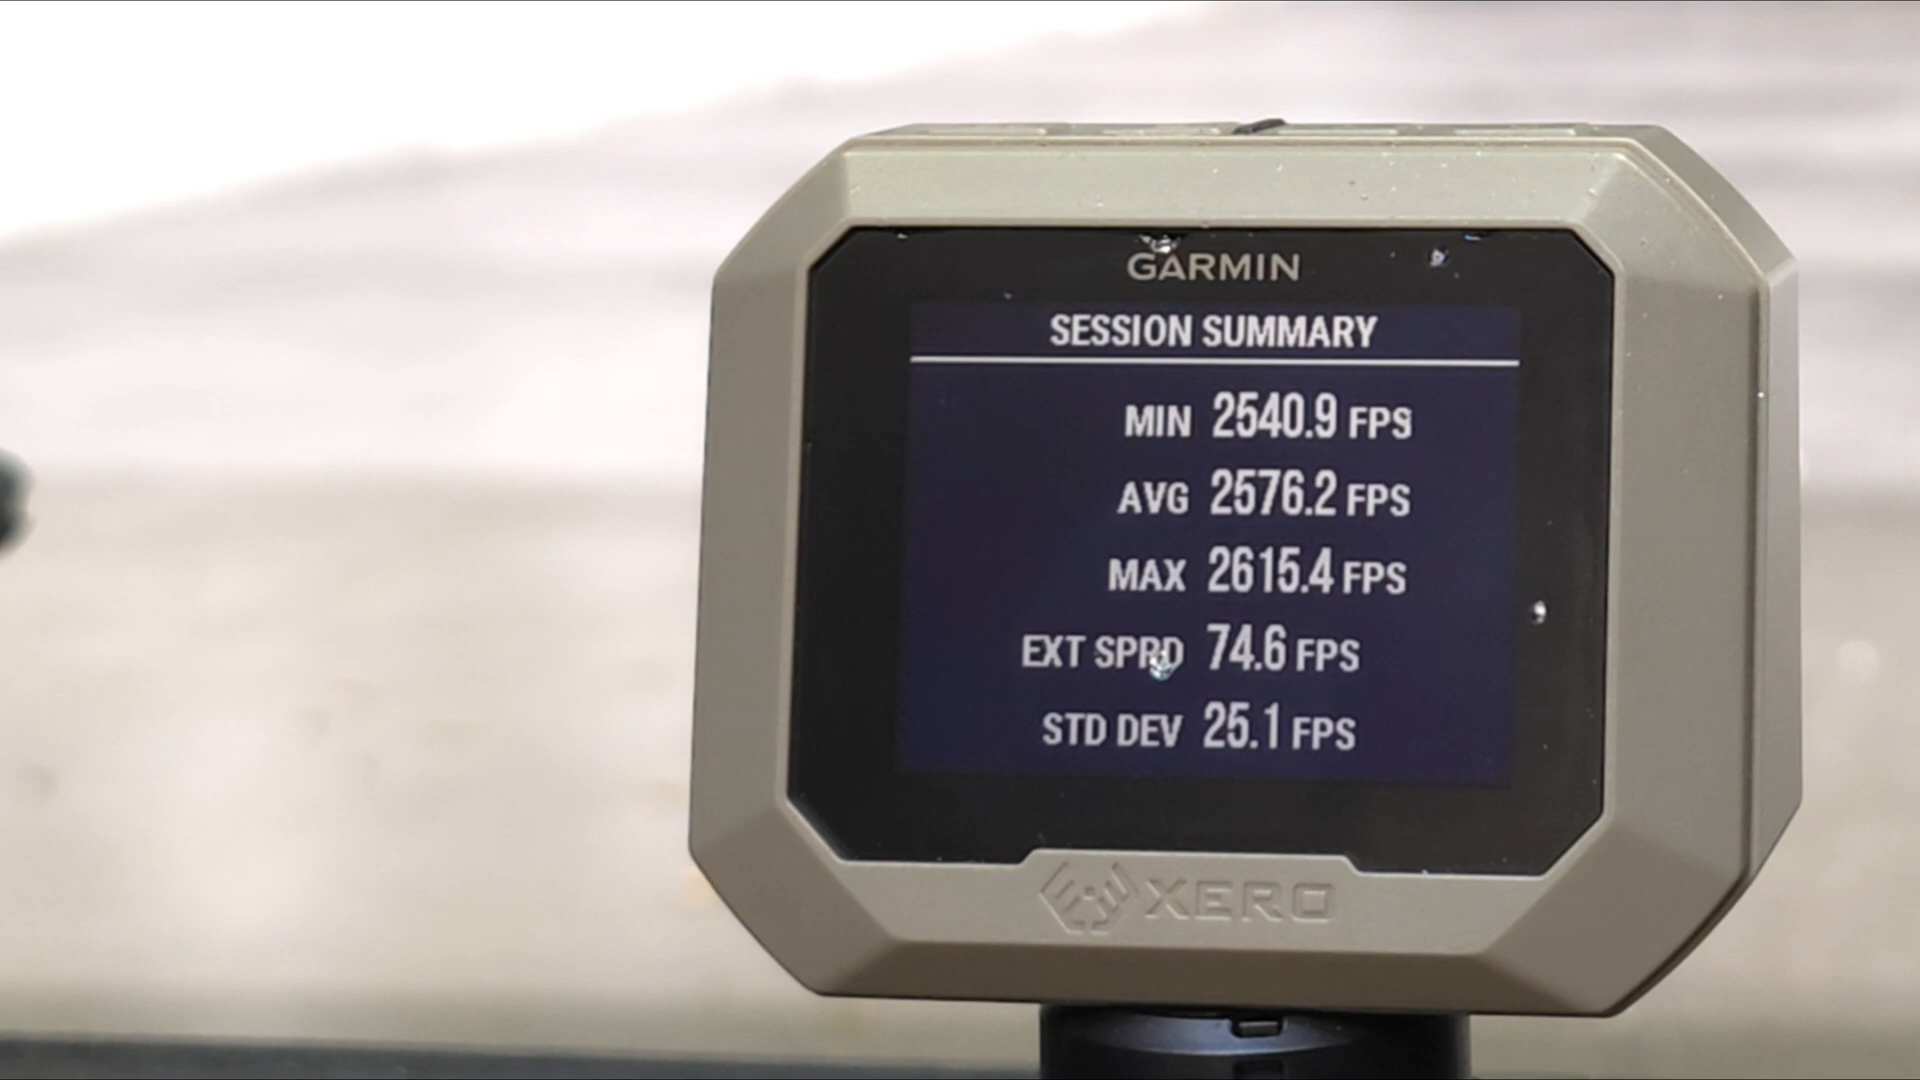 GARMIN
SESSION SUMMARY
MIN 2540.9 FPS
AVG 2576.2 FPS
MAX 2615.4 FPS
EXT SPRD 74.6 FPS
STD DEV 25.1 FPS
XERO